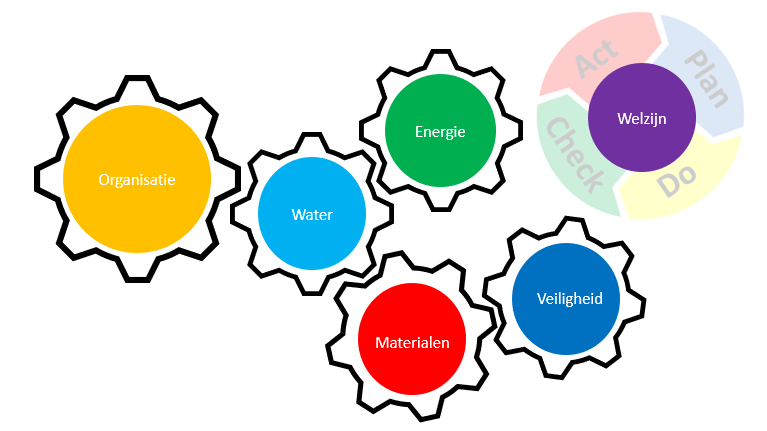 Act
Plan
Welzijn
Check
Do
Energie
Organisatie
Water
Veiligheid
Materialen